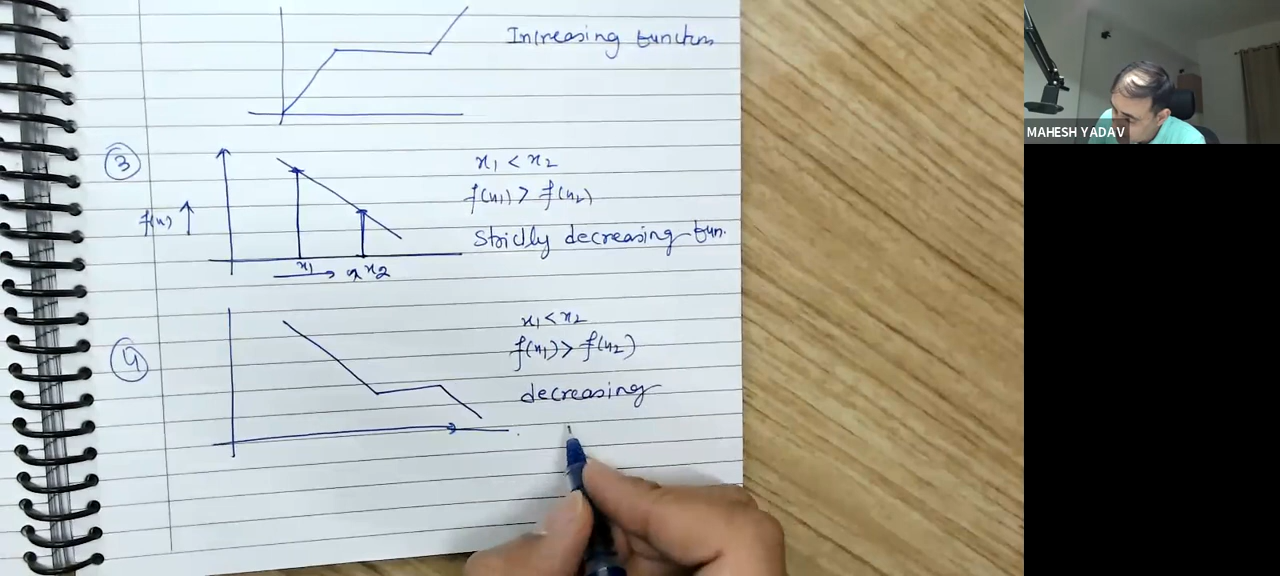 Increasing function
③
x₁ < x₂
f(x₁) > f(x₂)
f(x) ↑
Strictly decreasing fun.
x₁ → x x₂
④
x₁ < x₂
f(x₁) > f(x₂)
decreasing
MAHESH YADAV